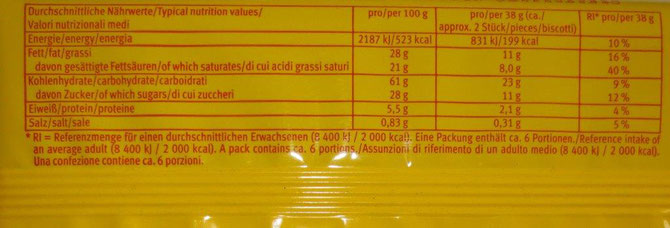 Durchschnittliche Nährwerte/Typical nutrition values/ pro/per 100 g pro/per 38 g (ca./ RI* pro/per 38 g
Valori nutrizionali medi approx. 2 Stück/pieces/biscotti)
Energie/energy/energia 2187 kJ/523 kcal 831 kJ/199 kcal 10 %
Fett/fat/grassi 28 g 11 g 16 %
davon gesättigte Fettsäuren/of which saturates/di cui acidi grassi saturi 21 g 8,0 g 40 %
Kohlenhydrate/carbohydrate/carboidrati 61 g 23 g 9 %
davon Zucker/of which sugars/di cui zuccheri 28 g 11 g 12 %
Eiweiß/protein/proteine 5,5 g 2,1 g 4 %
Salz/salt/sale 0,83 g 0,31 g 5 %
* RI = Referenzmenge für einen durchschnittlichen Erwachsenen (8 400 kJ / 2 000 kcal). Eine Packung enthält ca. 6 Portionen./Reference intake of
an average adult (8 400 kJ / 2 000 kcal). A pack contains ca. 6 portions./Assunzioni di riferimento di un adulto medio (8 400 kJ / 2 000 kcal).
Una confezione contiene ca. 6 porzioni.